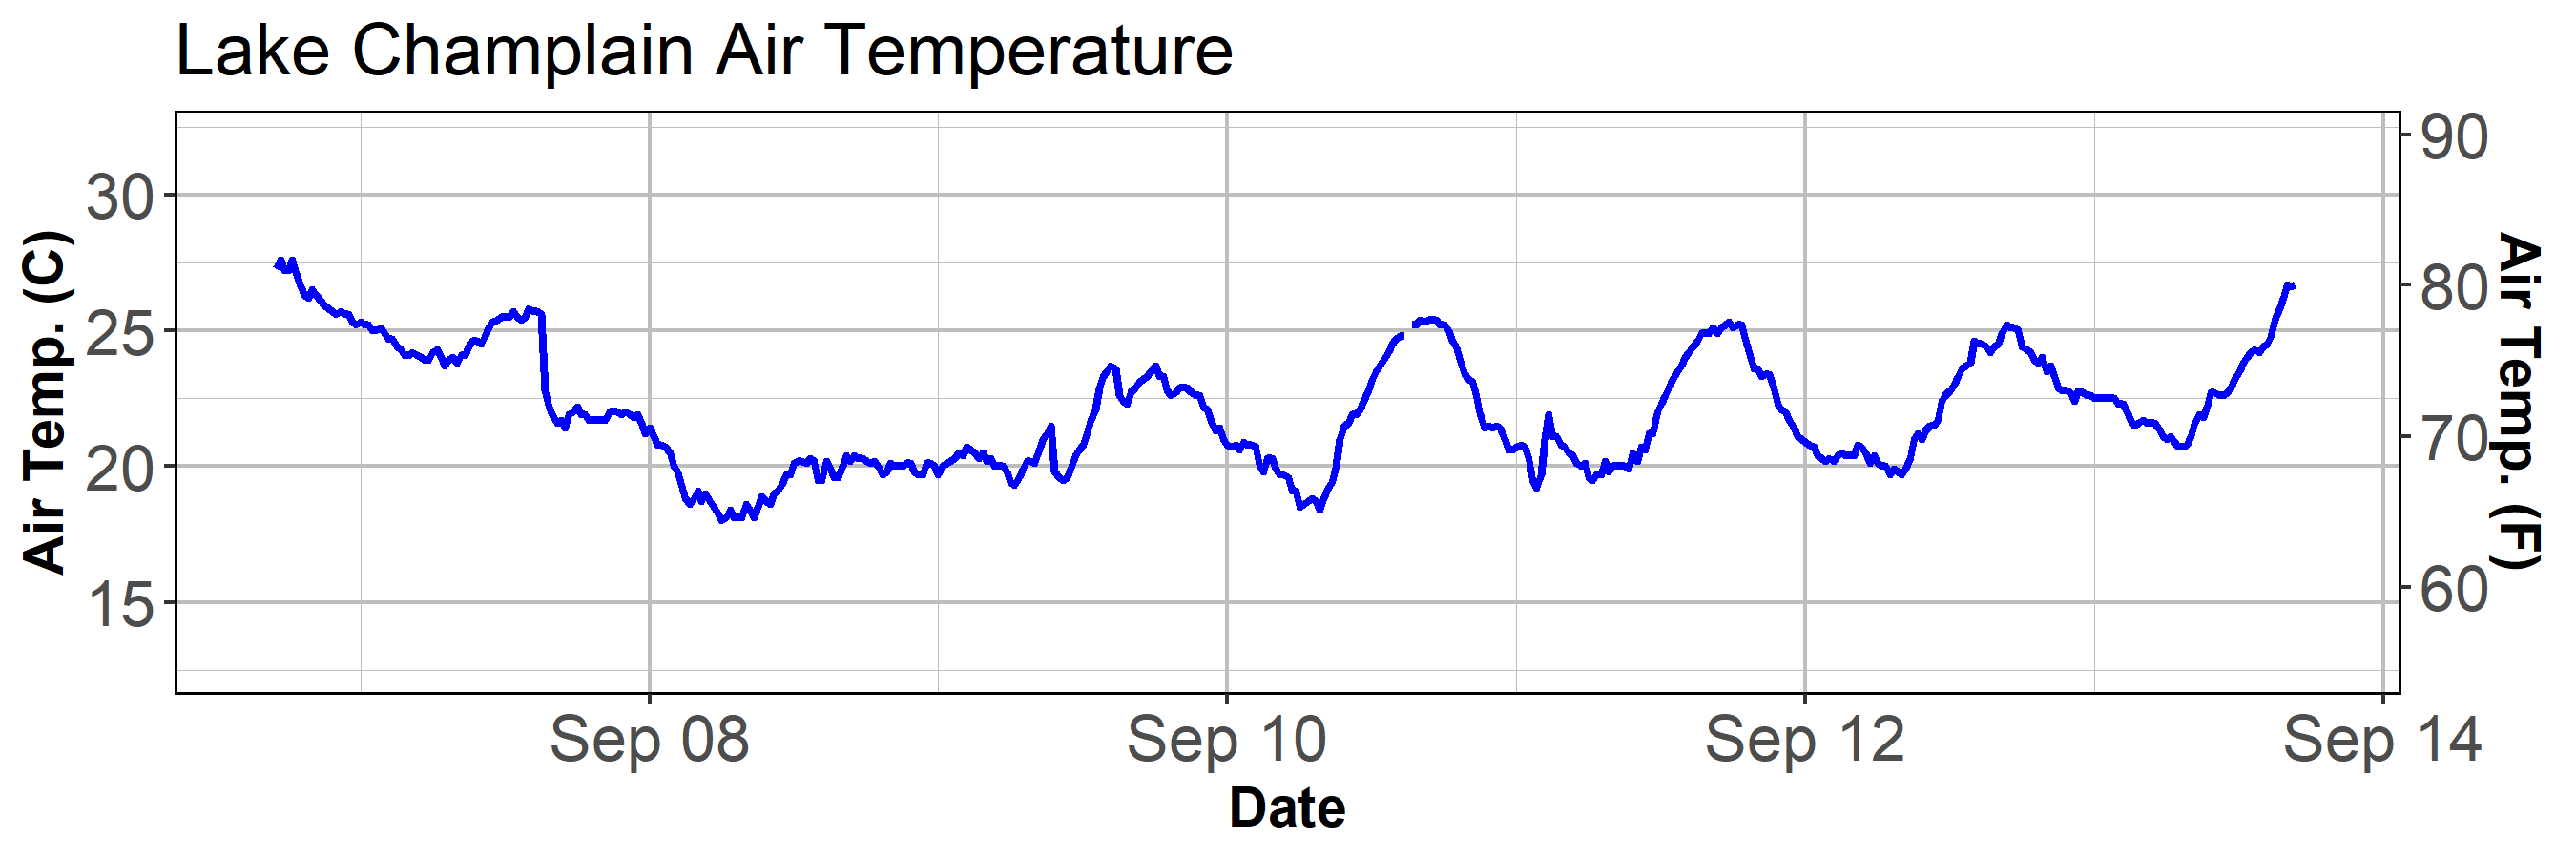 Lake Champlain Air Temperature
Air Temp. (C)
30
25
20
15
90
80
70
60
Air Temp. (F)
Sep 08
Sep 10
Sep 12
Sep 14
Date